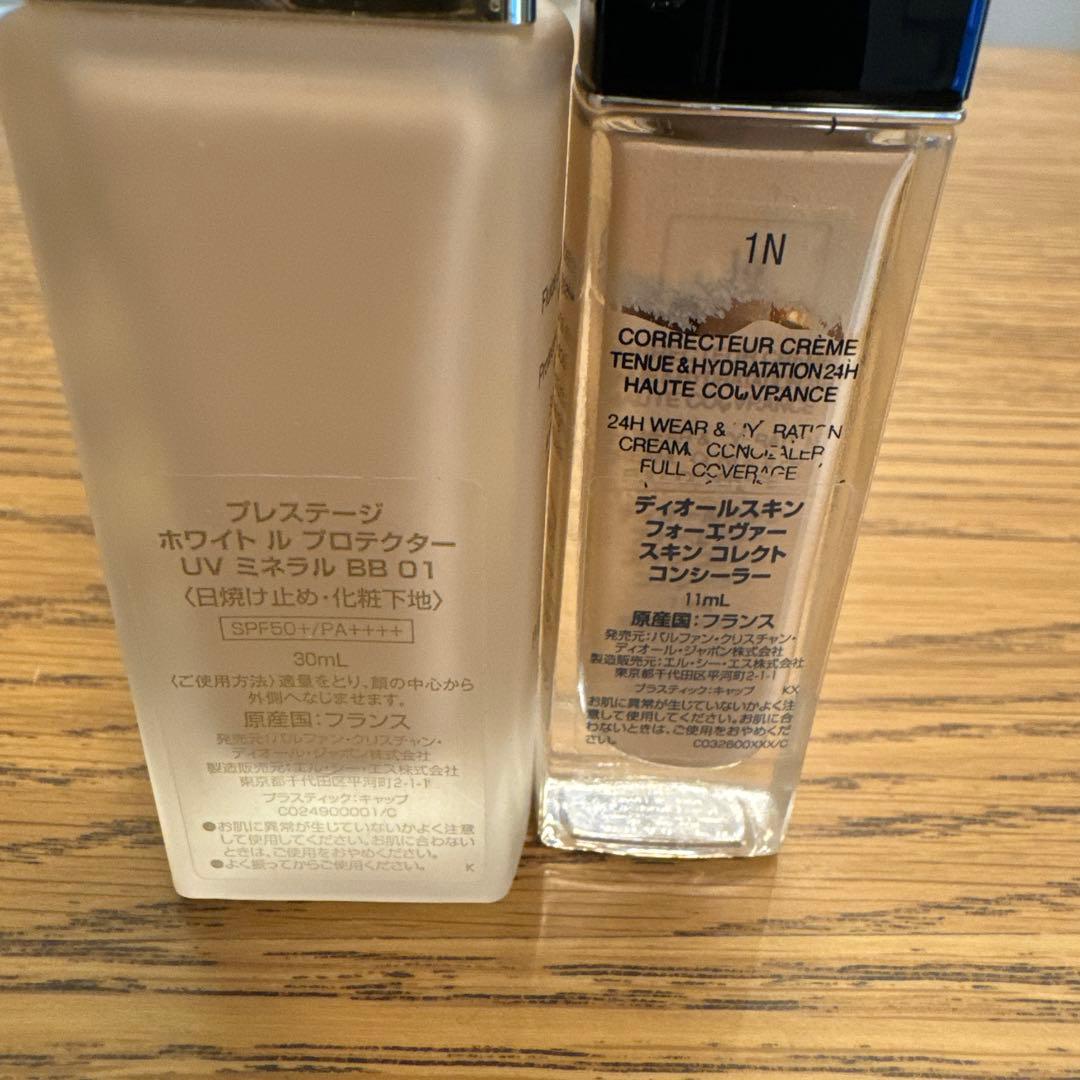 プレステージ
ホワイト ル プロテクター
UV ミネラル BB 01
〈日焼け止め・化粧下地〉
SPF50+/PA++++
30mL
〈ご使用方法〉適量をとり、顔の中心から
外側へなじませます。
原産国：フランス
発売元：パルファン・クリスチャン・
ディオール・ジャポン株式会社
製造販売元：エル・シー・エス株式会社
東京都千代田区平河町2-1-1
プラスティック：キャップ
C024900001/C
●お肌に異常が生じていないかよく注意
して使用してください。お肌に合わない
ときは、ご使用をおやめください。
●よく振ってからご使用ください。
K
1N
CORRECTEUR CRÈME
TENUE & HYDRATATION 24H
HAUTE COUVRANCE
24H WEAR & HYDRATION
CREAM CONCEALER
FULL COVERAGE
ディオールスキン
フォーエヴァー
スキン コレクト
コンシーラー
11mL
原産国：フランス
発売元：パルファン・クリスチャン・
ディオール・ジャポン株式会社
製造販売元：エル・シー・エス株式会社
東京都千代田区平河町2-1-1
プラスティック：キャップ KX
お肌に異常が生じていないかよく注
意して使用してください。お肌に合
わないときは、ご使用をおやめくだ
さい。 C032600XXX/C